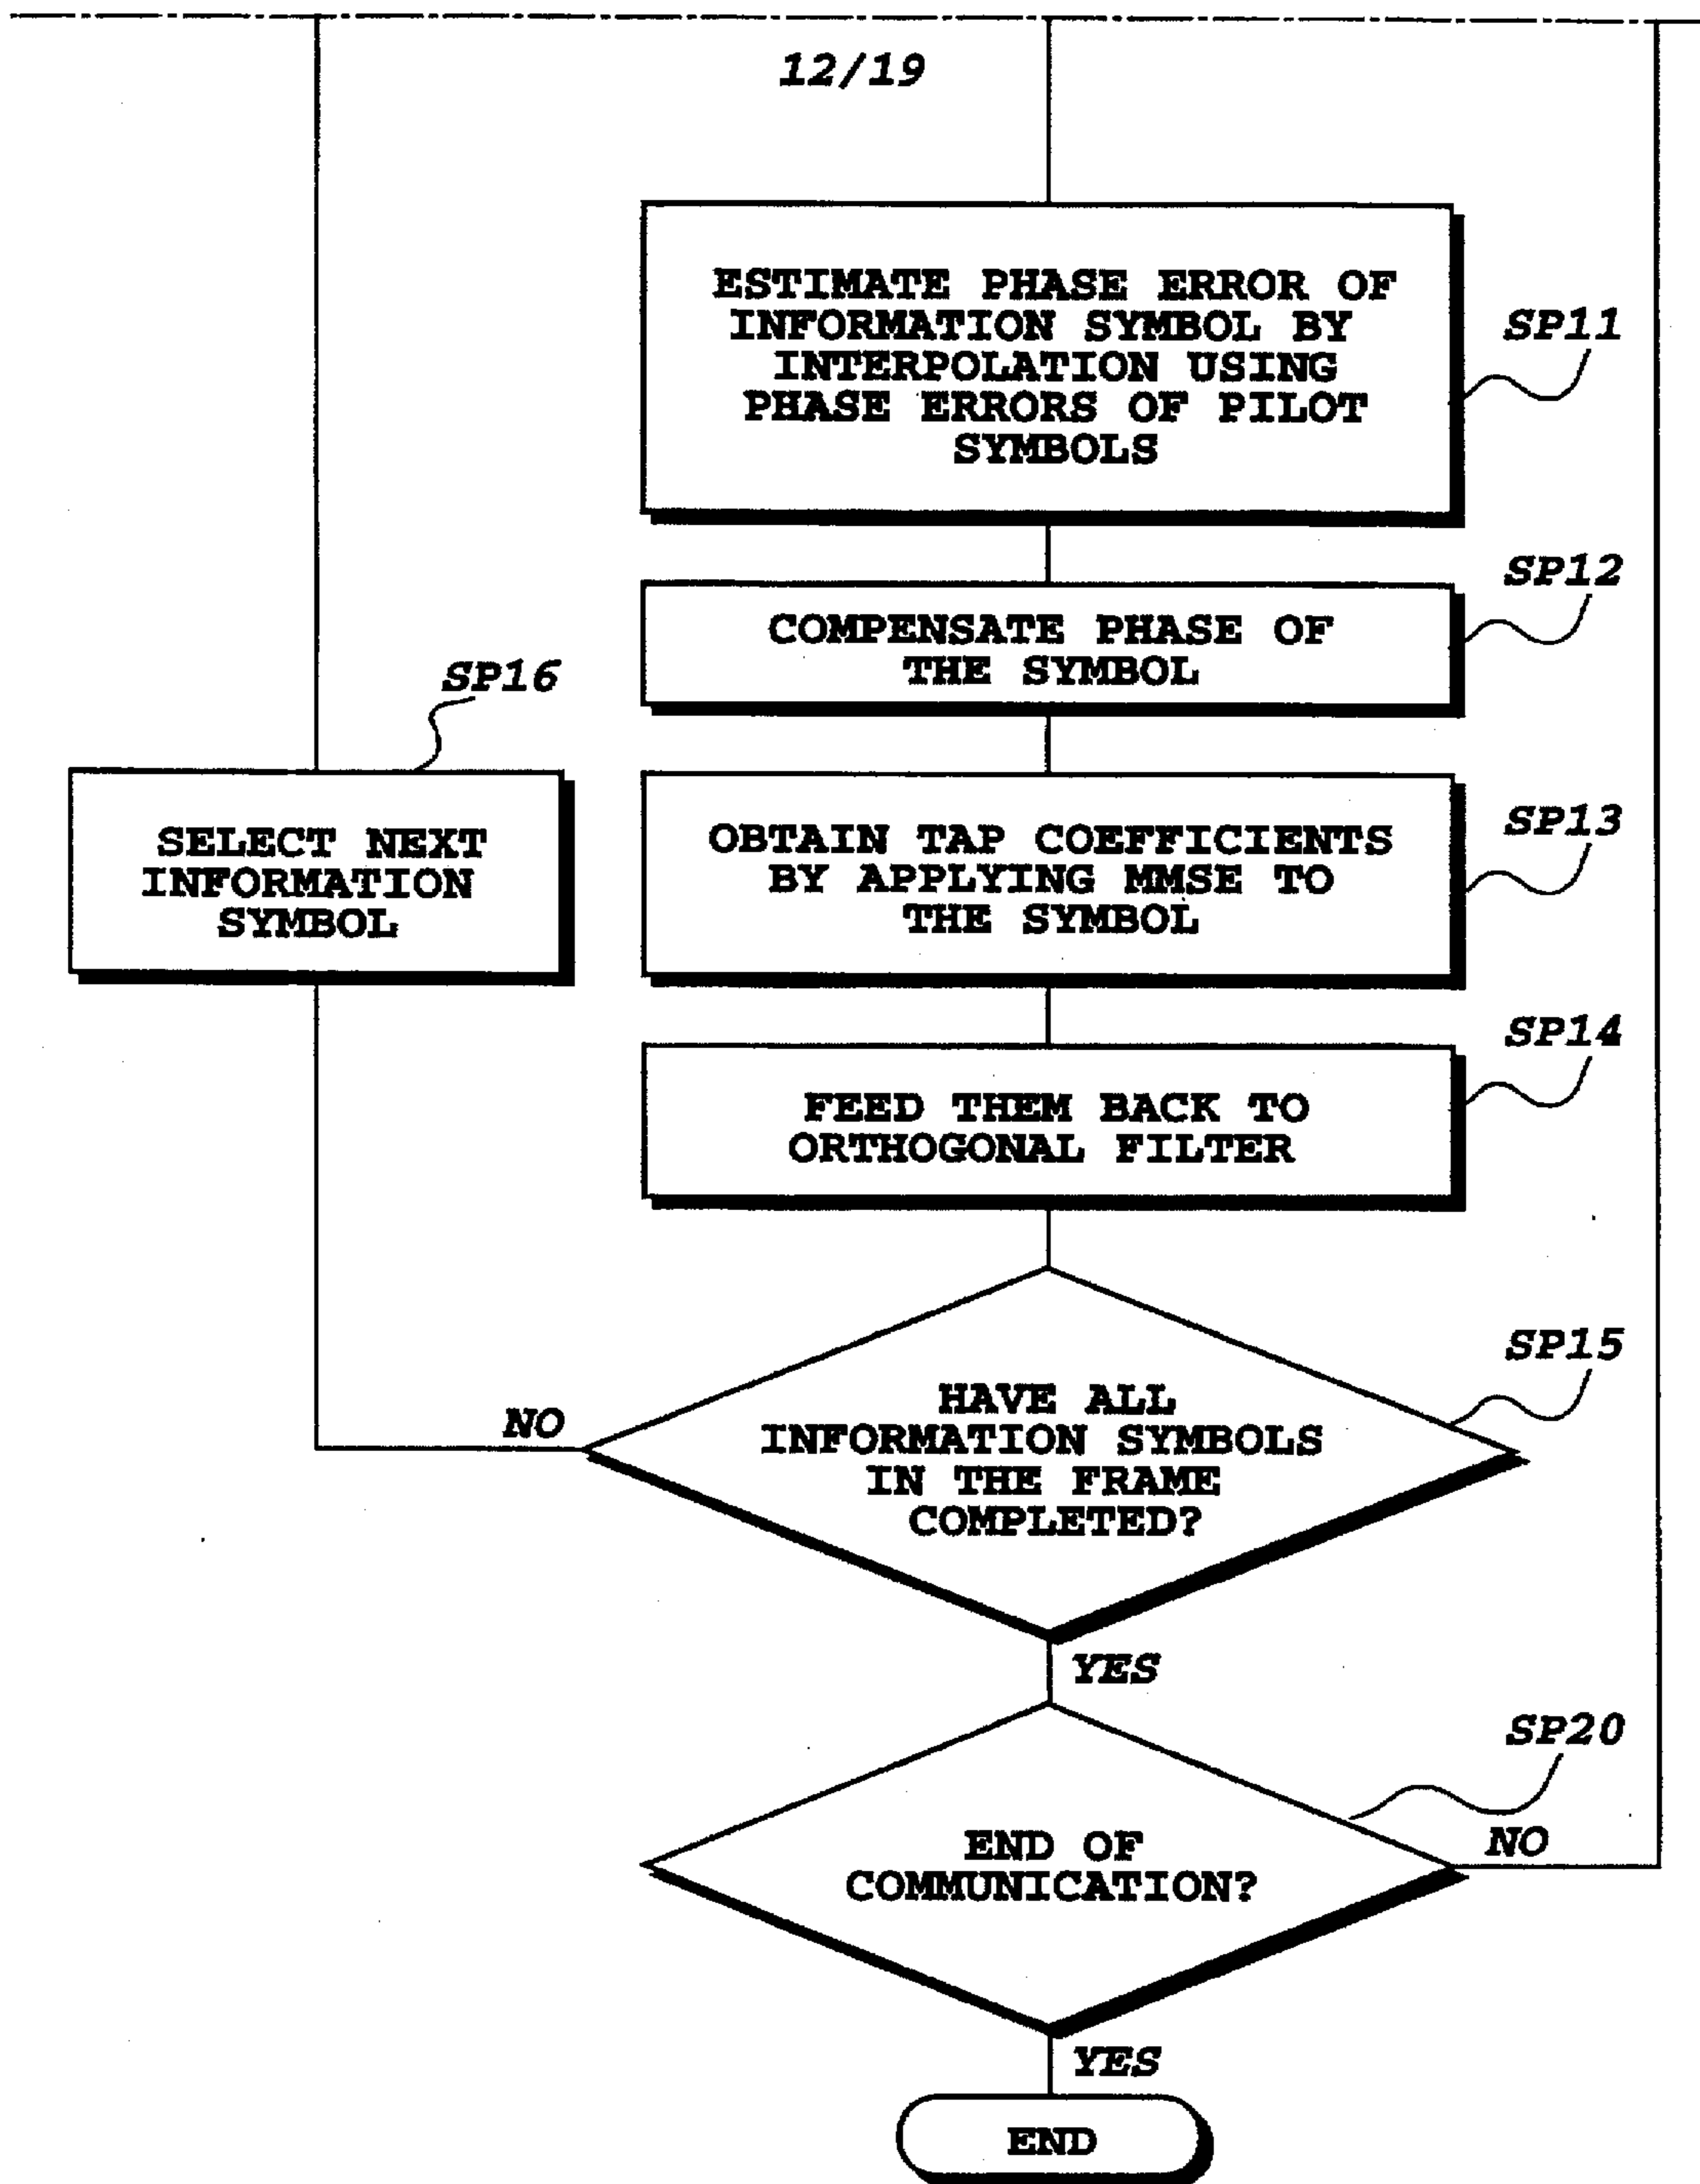 12/19
ESTIMATE PHASE ERROR OF
INFORMATION SYMBOL BY
INTERPOLATION USING
PHASE ERRORS OF PILOT
SYMBOLS
SP11
COMPENSATE PHASE OF
THE SYMBOL
SP12
SP16
SELECT NEXT
INFORMATION
SYMBOL
OBTAIN TAP COEFFICIENTS
BY APPLYING MMSE TO
THE SYMBOL
SP13
FEED THEM BACK TO
ORTHOGONAL FILTER
SP14
HAVE ALL
INFORMATION SYMBOLS
IN THE FRAME
COMPLETED?
SP15
NO
YES
END OF
COMMUNICATION?
SP20
NO
YES
END